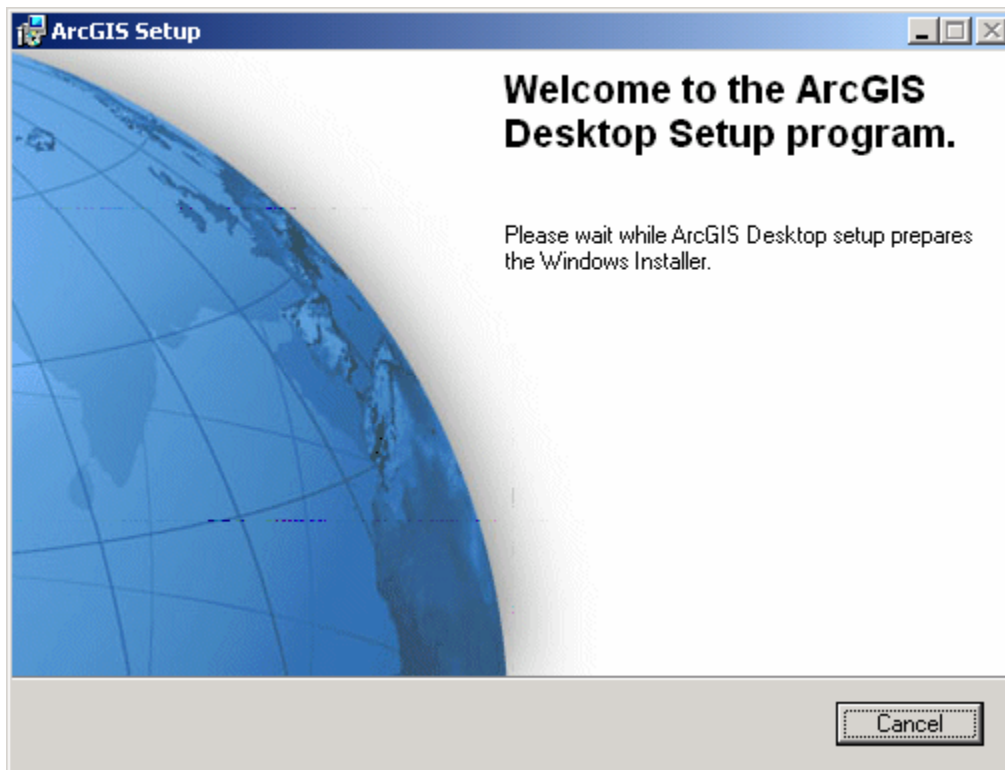 ArcGIS Setup
Welcome to the ArcGIS
Desktop Setup program.
Please wait while ArcGIS Desktop setup prepares
the Windows Installer.
Cancel